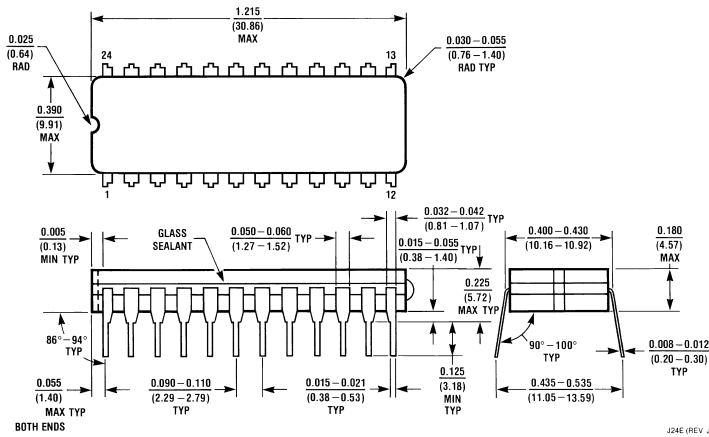 1.215
(30.86)
MAX
0.025
(0.64)
RAD
24
13
0.030 – 0.055
(0.76 – 1.40)
RAD TYP
0.390
(9.91)
MAX
1
12
0.005
(0.13)
MIN TYP
GLASS
SEALANT
0.050–0.060
(1.27 – 1.52)
TYP
0.032 – 0.042
(0.81 – 1.07)
TYP
0.015–0.055
(0.38 – 1.40)
TYP
0.400 – 0.430
(10.16 – 10.92)
0.180
(4.57)
MAX
0.225
(5.72)
MAX TYP
86°–94°
TYP
90°–100°
TYP
0.008–0.012
(0.20 – 0.30)
TYP
0.055
(1.40)
MAX TYP
BOTH ENDS
0.090 – 0.110
(2.29 – 2.79)
TYP
0.015 – 0.021
(0.38 – 0.53)
TYP
0.125
(3.18)
MIN
TYP
0.435 – 0.535
(11.05 – 13.59)
J24E (REV J